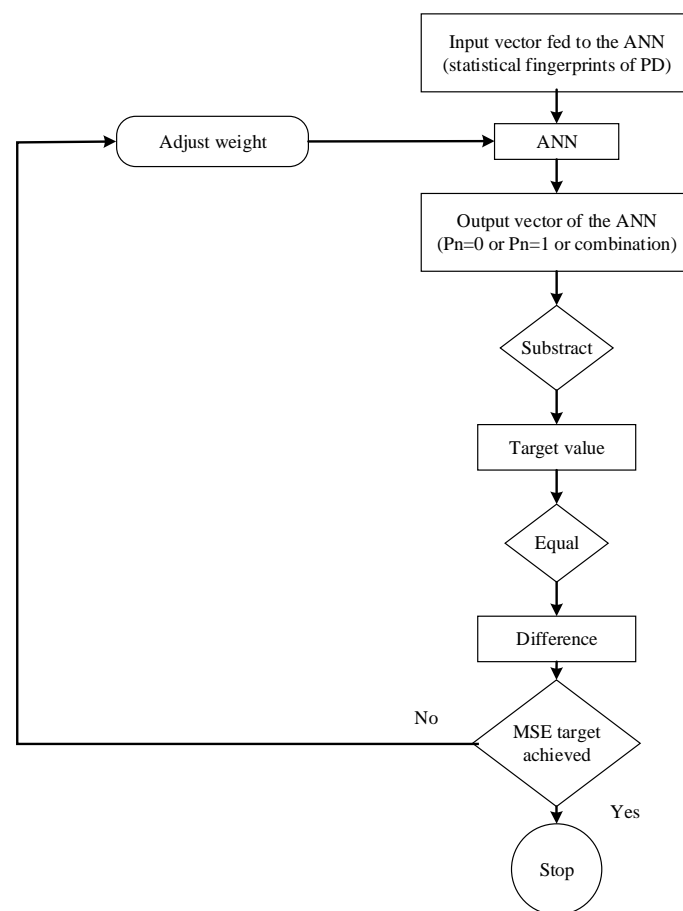 Input vector fed to the ANN
(statistical fingerprints of PD)
Adjust weight
ANN
Output vector of the ANN
(Pn=0 or Pn=1 or combination)
Substract
Target value
Equal
Difference
No
MSE target
achieved
Yes
Stop